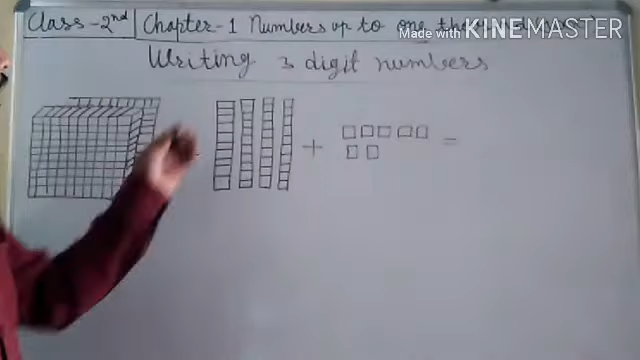 Class-2nd | Chapter-1 Numbers up to one
Made with KINEMASTER
Writing 3 digit numbers
+ =